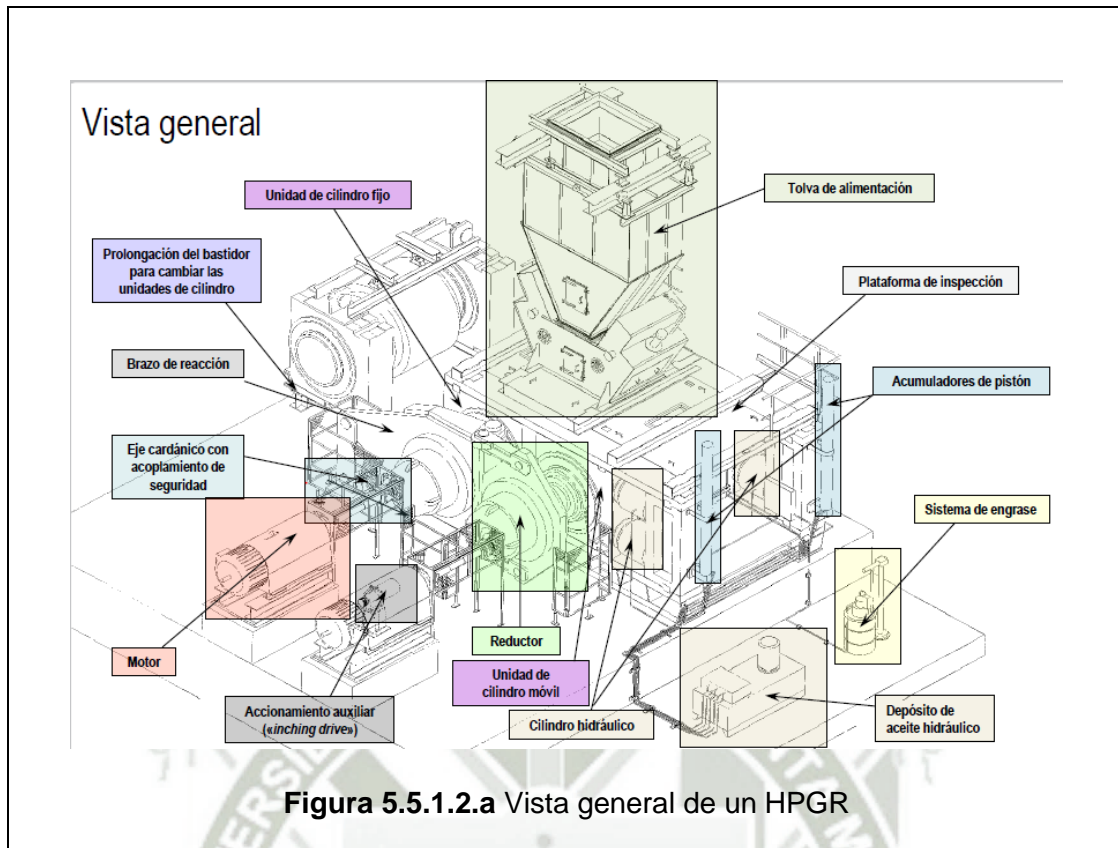 Vista general
Unidad de cilindro fijo
Tolva de alimentación
Prolongación del bastidor
para cambiar las
unidades de cilindro
Plataforma de inspección
Brazo de reacción
Acumuladores de pistón
Eje cardánico con
acoplamiento de
seguridad
Sistema de engrase
Reductor
Motor
Unidad de
cilindro móvil
Accionamiento auxiliar
(«inching drive»)
Cilindro hidráulico
Depósito de
aceite hidráulico
Figura 5.5.1.2.a Vista general de un HPGR